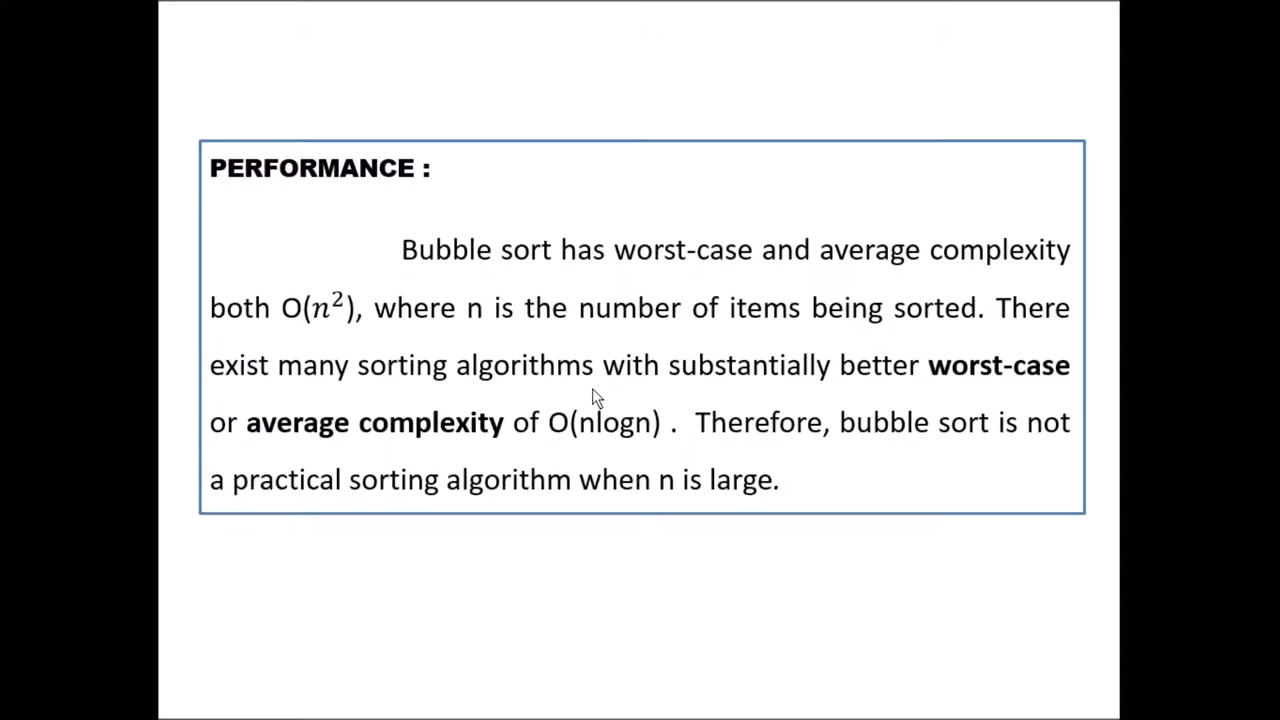 PERFORMANCE :
Bubble sort has worst-case and average complexity
both O(n²), where n is the number of items being sorted. There
exist many sorting algorithms with substantially better worst-case
or average complexity of O(nlogn) . Therefore, bubble sort is not
a practical sorting algorithm when n is large.